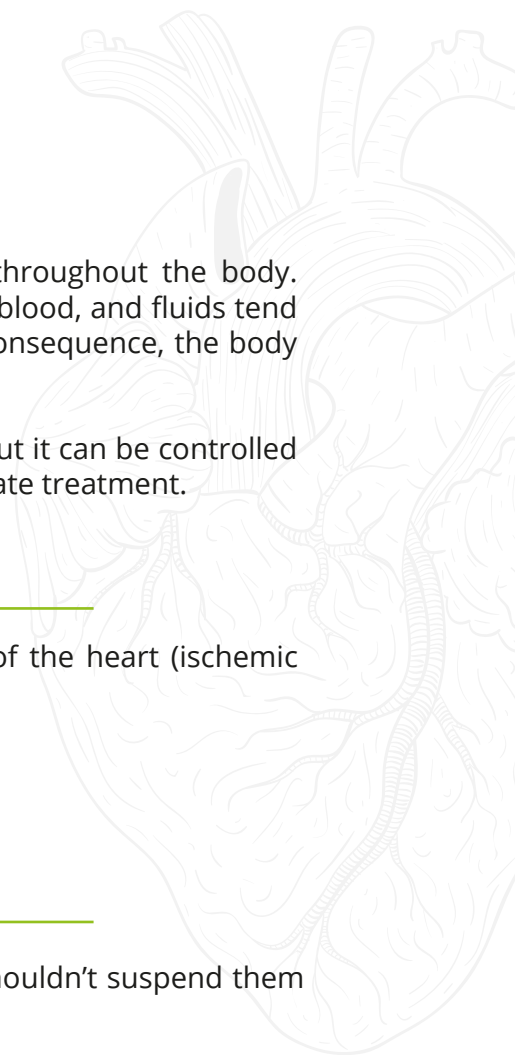 throughout the body.
blood, and fluids tend
onsequence, the body
ut it can be controlled
ate treatment.
of the heart (ischemic
houldn’t suspend them